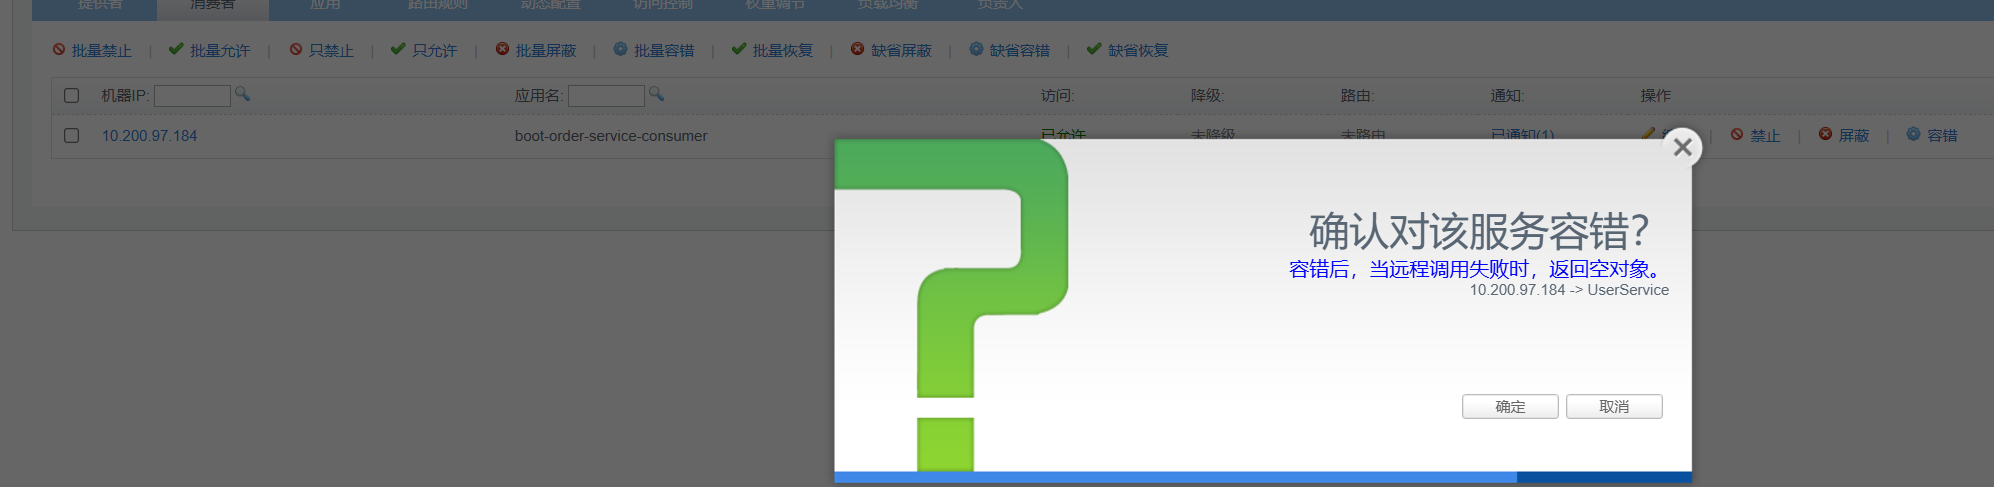 提供者 消费者 应用 路由规则 动态配置 访问控制 权重调节 负载均衡 负责人
批量禁止 | 批量允许 | 只禁止 | 只允许 | 批量屏蔽 | 批量容错 | 批量恢复 | 缺省屏蔽 | 缺省容错 | 缺省恢复
机器IP: 应用名: 访问: 降级: 路由: 通知: 操作
10.200.97.184 boot-order-service-consumer 已允许 未降级 未路由 已通知(1) | 禁止 | 屏蔽 | 容错
确认对该服务容错?
容错后，当远程调用失败时，返回空对象。
10.200.97.184 -> UserService
确定 取消